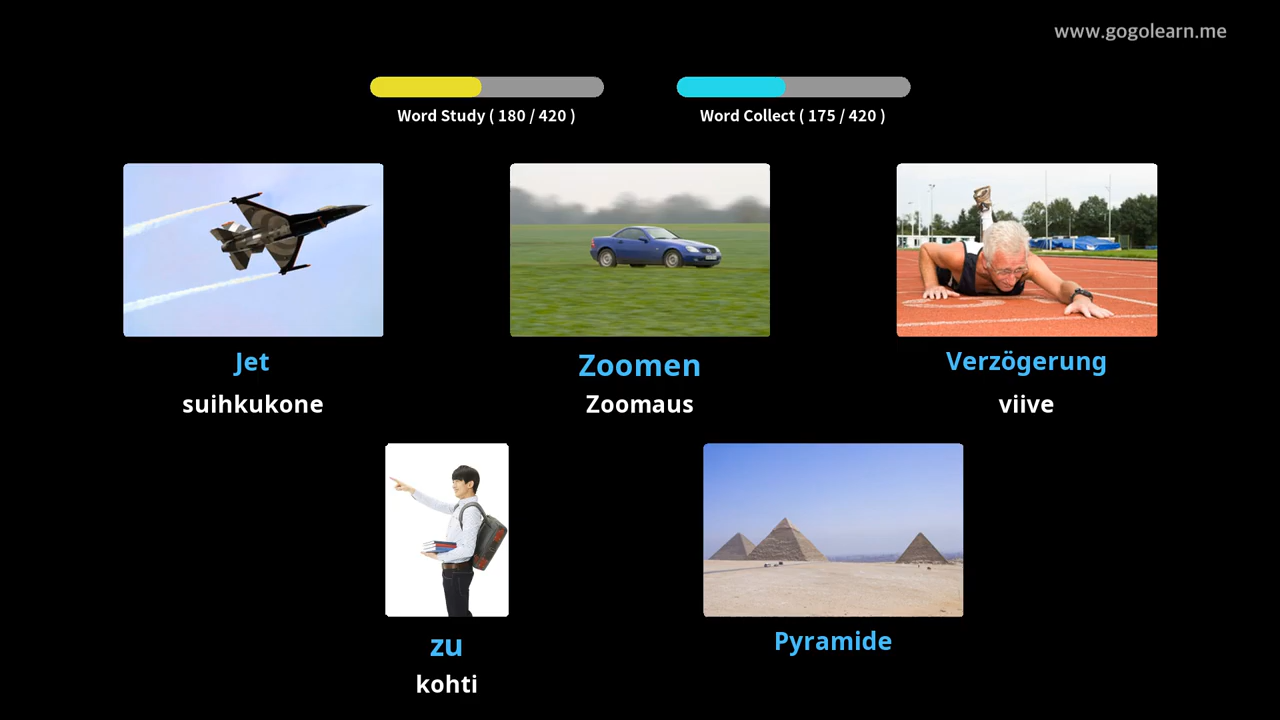 www.gogolearn.me
Word Study ( 180 / 420 )
Word Collect ( 175 / 420 )
Jet
suihkukone
Zoomen
Zoomaus
Verzögerung
viive
zu
kohti
Pyramide